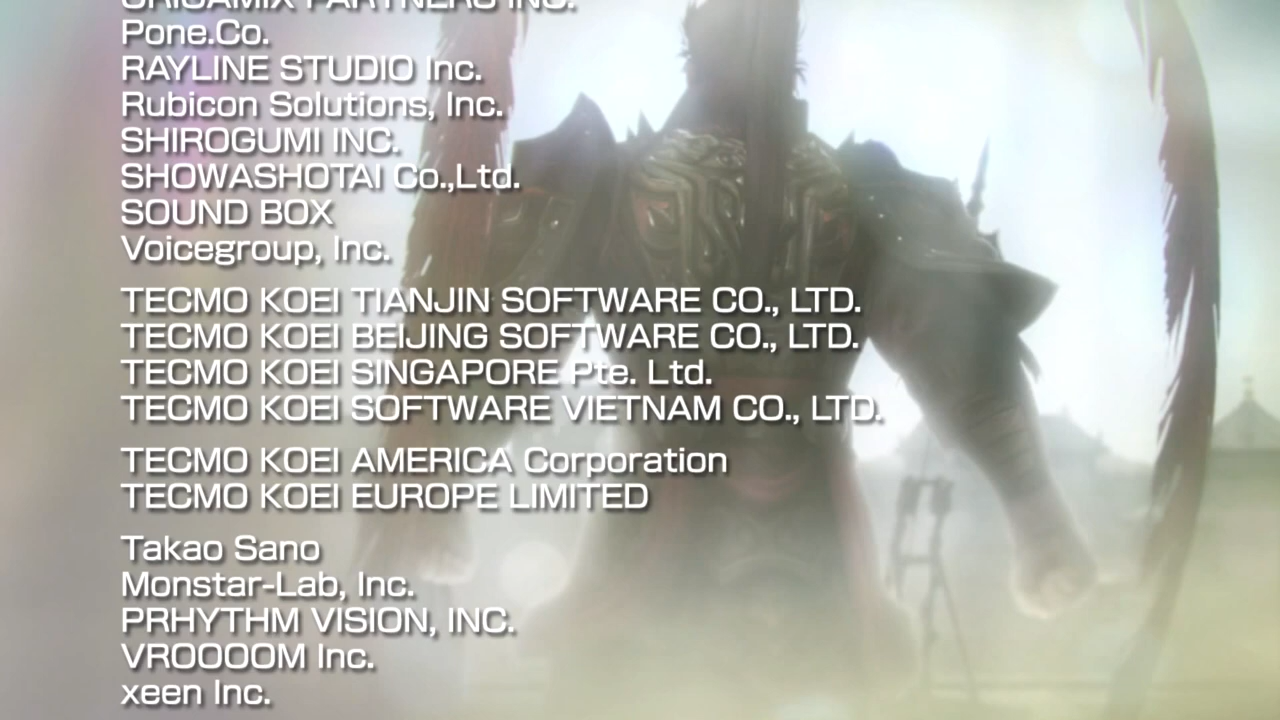 ORIGAMIX PARTNERS INC.
Pone.Co.
RAYLINE STUDIO Inc.
Rubicon Solutions, Inc.
SHIROGUMI INC.
SHOWASHOTAI Co.,Ltd.
SOUND BOX
Voicegroup, Inc.
TECMO KOEI TIANJIN SOFTWARE CO., LTD.
TECMO KOEI BEIJING SOFTWARE CO., LTD.
TECMO KOEI SINGAPORE Pte. Ltd.
TECMO KOEI SOFTWARE VIETNAM CO., LTD.
TECMO KOEI AMERICA Corporation
TECMO KOEI EUROPE LIMITED
Takao Sano
Monstar-Lab, Inc.
PRHYTHM VISION, INC.
VROOOOM Inc.
xeen Inc.